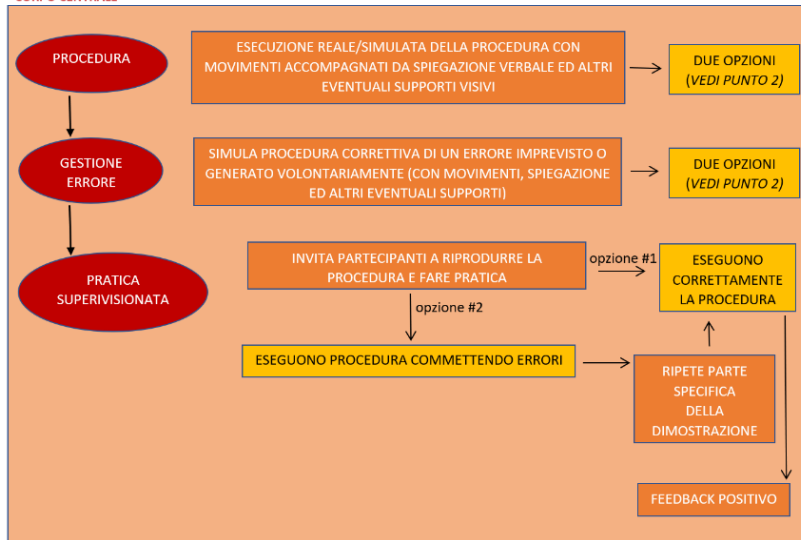 PROCEDURA
ESECUZIONE REALE/SIMULATA DELLA PROCEDURA CON
MOVIMENTI ACCOMPAGNATI DA SPIEGAZIONE VERBALE ED ALTRI
EVENTUALI SUPPORTI VISIVI
DUE OPZIONI
(VEDI PUNTO 2)
GESTIONE
ERRORE
SIMULA PROCEDURA CORRETTIVA DI UN ERRORE IMPREVISTO O
GENERATO VOLONTARIAMENTE (CON MOVIMENTI, SPIEGAZIONE
ED ALTRI EVENTUALI SUPPORTI)
DUE OPZIONI
(VEDI PUNTO 2)
PRATICA
SUPERIVISIONATA
INVITA PARTECIPANTI A RIPRODURRE LA
PROCEDURA E FARE PRATICA
opzione #1
ESEGUONO
CORRETTAMENTE
LA PROCEDURA
opzione #2
ESEGUONO PROCEDURA COMMETTENDO ERRORI
RIPETE PARTE
SPECIFICA
DELLA
DIMOSTRAZIONE
FEEDBACK POSITIVO